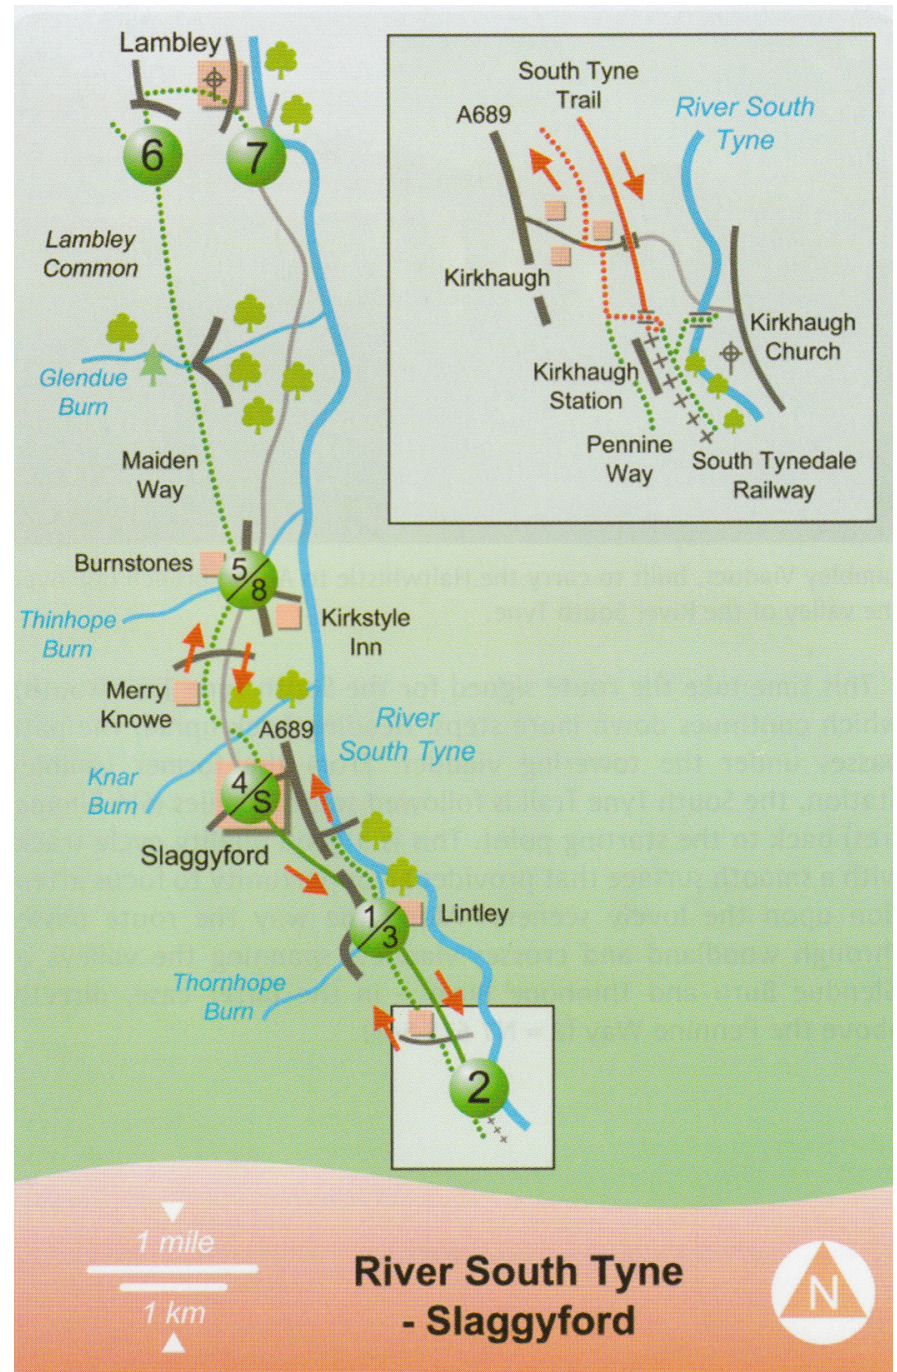 Lambley
6
7
Lambley
Common
Glendue
Burn
Maiden
Way
Burnstones
5/8
Thinhope
Burn
Kirkstyle
Inn
Merry
Knowe
A689
River
South Tyne
Knar
Burn
4/S
Slaggyford
1/3
Lintley
Thornhope
Burn
2
South Tyne
Trail
A689
River South
Tyne
Kirkhaugh
Kirkhaugh
Church
Kirkhaugh
Station
Pennine
Way
South Tynedale
Railway
1 mile
1 km
River South Tyne
- Slaggyford
N